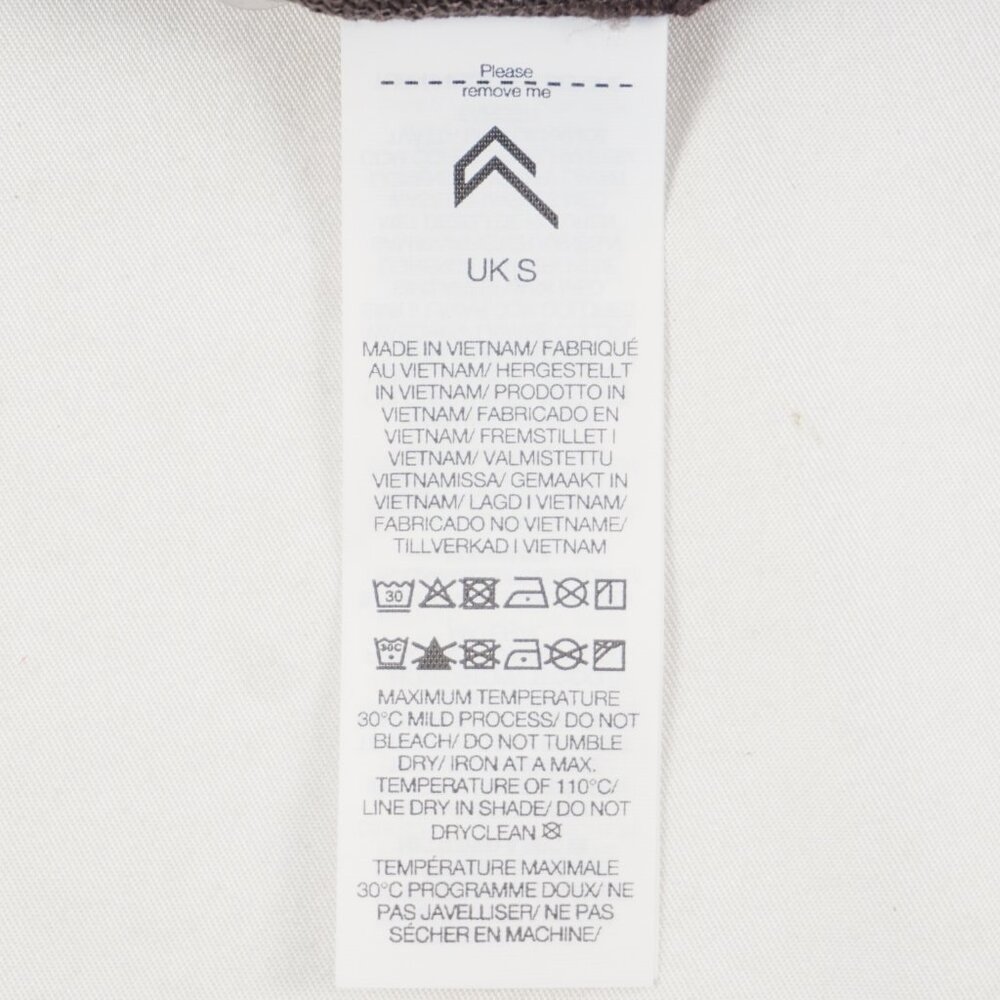 Please
remove me
UK S
MADE IN VIETNAM/ FABRIQUÉ
AU VIETNAM/ HERGESTELLT
IN VIETNAM/ PRODOTTO IN
VIETNAM/ FABRICADO EN
VIETNAM/ FREMSTILLET I
VIETNAM/ VALMISTETTU
VIETNAMISSA/ GEMAAKT IN
VIETNAM/ LAGD I VIETNAM/
FABRICADO NO VIETNAME/
TILLVERKAD I VIETNAM
30
30C
MAXIMUM TEMPERATURE
30°C MILD PROCESS/ DO NOT
BLEACH/ DO NOT TUMBLE
DRY/ IRON AT A MAX.
TEMPERATURE OF 110°C/
LINE DRY IN SHADE/ DO NOT
DRYCLEAN
TEMPÉRATURE MAXIMALE
30°C PROGRAMME DOUX/ NE
PAS JAVELLISER/ NE PAS
SÉCHER EN MACHINE/